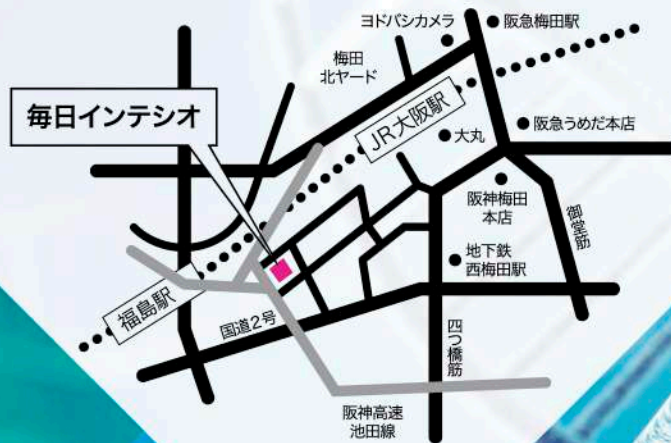 ヨドバシカメラ
阪急梅田駅
梅田
北ヤード
毎日インテシオ
JR大阪駅
大丸
阪急うめだ本店
阪神梅田
本店
御堂筋
地下鉄
西梅田駅
福島駅
国道2号
四つ橋筋
阪神高速
池田線